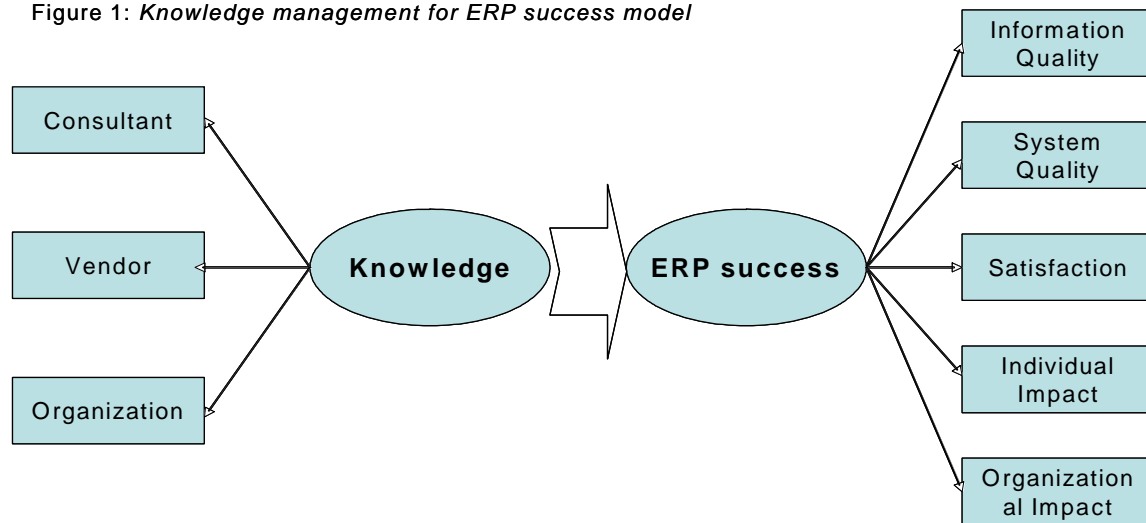 Figure 1: Knowledge management for ERP success model
Consultant
Vendor
Organization
Knowledge
ERP success
Information
Quality
System
Quality
Satisfaction
Individual
Impact
Organization
al Impact